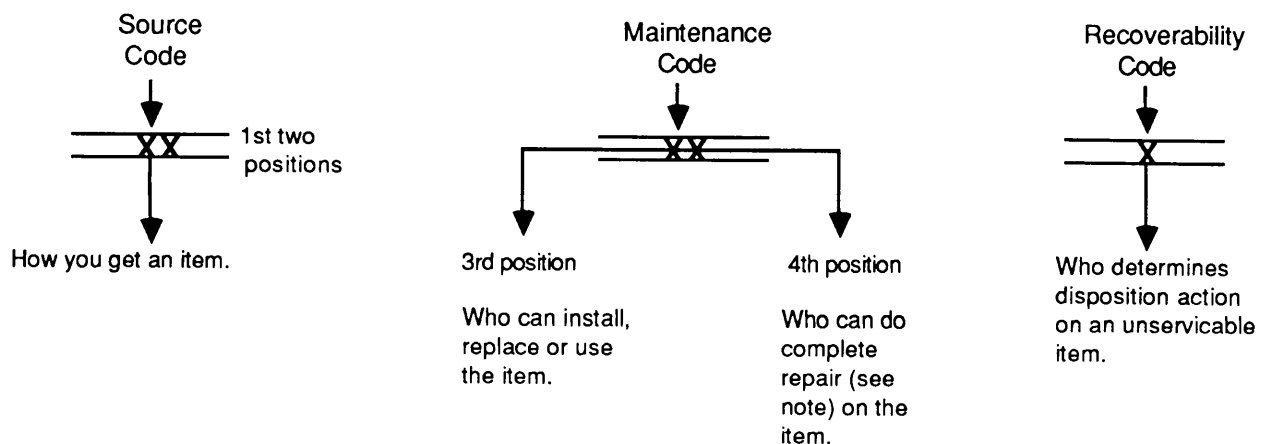 Source
Code
XX
1st two
positions
How you get an item.
Maintenance
Code
XX
3rd position
Who can install,
replace or use
the item.
4th position
Who can do
complete
repair (see
note) on the
item.
Recoverability
Code
X
Who determines
disposition action
on an unservicable
item.